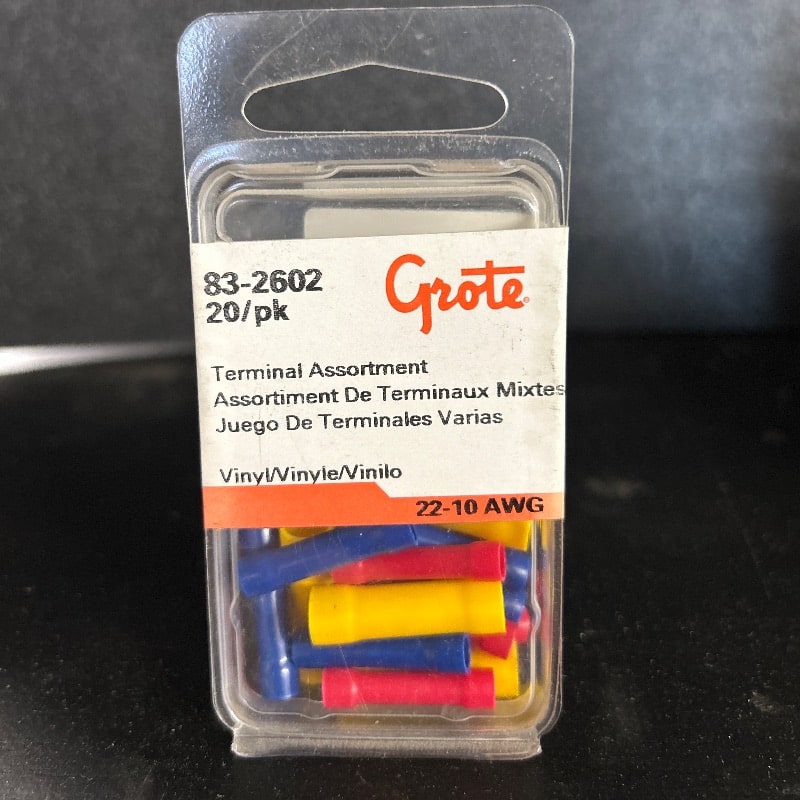 83-2602
20/pk
Grote
Terminal Assortment
Assortiment De Terminaux Mixtes
Juego De Terminales Varias
Vinyl/Vinyle/Vinilo
22-10 AWG